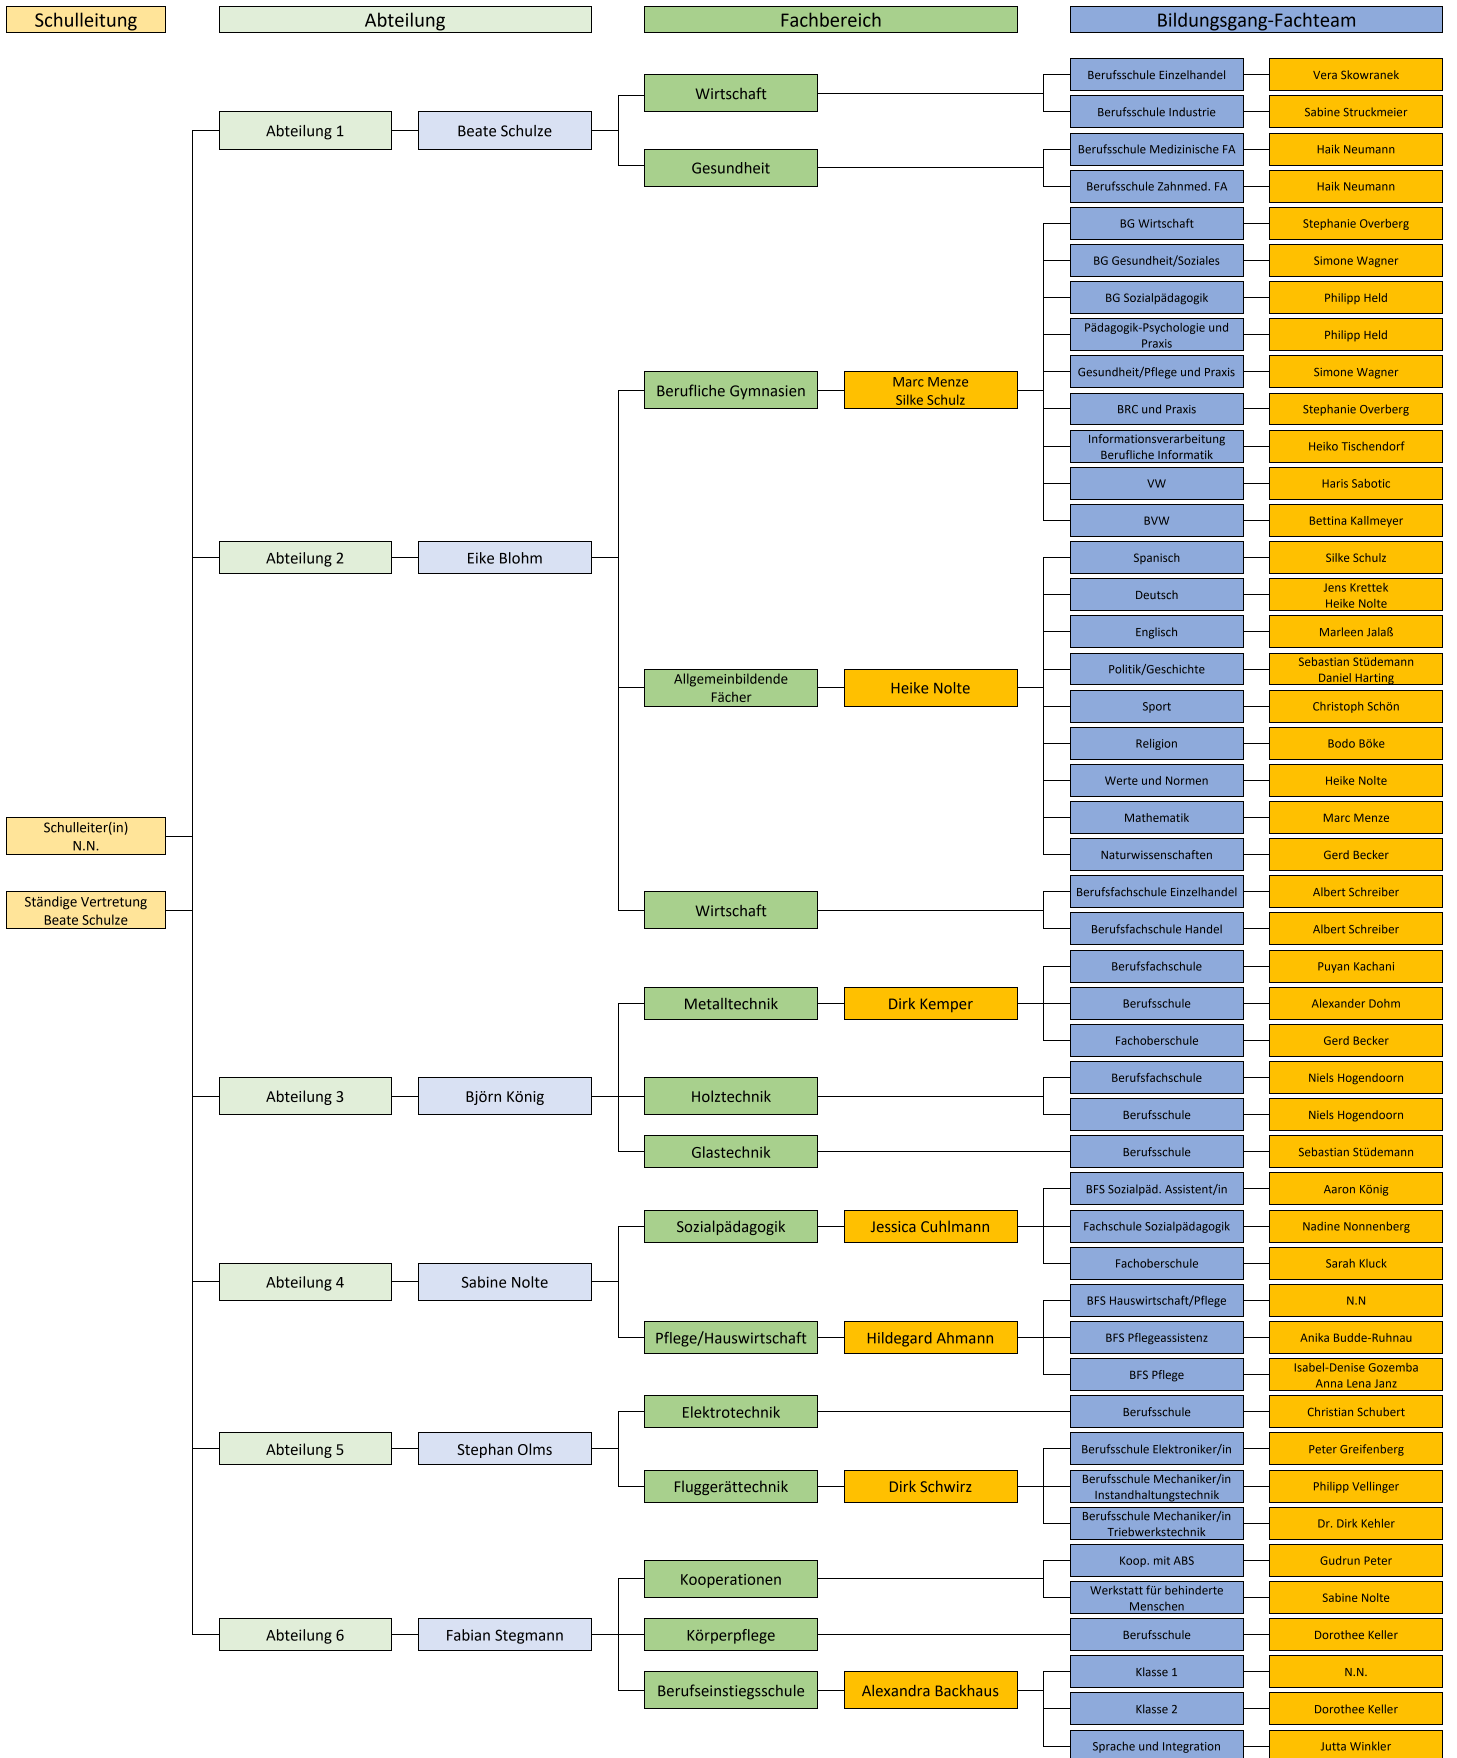 Schulleitung
Abteilung
Fachbereich
Bildungsgang-Fachteam
Schulleiter(in)
N.N.
Ständige Vertretung
Beate Schulze
Abteilung 1
Beate Schulze
Wirtschaft
Berufsschule Einzelhandel
Vera Skowranek
Berufsschule Industrie
Sabine Struckmeier
Gesundheit
Berufsschule Medizinische FA
Haik Neumann
Berufsschule Zahnmed. FA
Haik Neumann
Abteilung 2
Eike Blohm
Berufliche Gymnasien
Marc Menze
Silke Schulz
BG Wirtschaft
Stephanie Overberg
BG Gesundheit/Soziales
Simone Wagner
BG Sozialpädagogik
Philipp Held
Pädagogik-Psychologie und
Praxis
Philipp Held
Gesundheit/Pflege und Praxis
Simone Wagner
BRC und Praxis
Stephanie Overberg
Informationsverarbeitung
Berufliche Informatik
Heiko Tischendorf
VW
Haris Sabotic
BVW
Bettina Kallmeyer
Allgemeinbildende
Fächer
Heike Nolte
Spanisch
Silke Schulz
Deutsch
Jens Krettek
Heike Nolte
Englisch
Marleen Jalaß
Politik/Geschichte
Sebastian Stüdemann
Daniel Harting
Sport
Christoph Schön
Religion
Bodo Böke
Werte und Normen
Heike Nolte
Mathematik
Marc Menze
Naturwissenschaften
Gerd Becker
Wirtschaft
Berufsfachschule Einzelhandel
Albert Schreiber
Berufsfachschule Handel
Albert Schreiber
Abteilung 3
Björn König
Metalltechnik
Dirk Kemper
Berufsfachschule
Puyan Kachani
Berufsschule
Alexander Dohm
Fachoberschule
Gerd Becker
Holztechnik
Berufsfachschule
Niels Hogendoorn
Berufsschule
Niels Hogendoorn
Glastechnik
Berufsschule
Sebastian Stüdemann
Abteilung 4
Sabine Nolte
Sozialpädagogik
Jessica Cuhlmann
BFS Sozialpäd. Assistent/in
Aaron König
Fachschule Sozialpädagogik
Nadine Nonnenberg
Fachoberschule
Sarah Kluck
Pflege/Hauswirtschaft
Hildegard Ahmann
BFS Hauswirtschaft/Pflege
N.N
BFS Pflegeassistenz
Anika Budde-Ruhnau
BFS Pflege
Isabel-Denise Gozemba
Anna Lena Janz
Abteilung 5
Stephan Olms
Elektrotechnik
Berufsschule
Christian Schubert
Fluggerättechnik
Dirk Schwirz
Berufsschule Elektroniker/in
Peter Greifenberg
Berufsschule Mechaniker/in
Instandhaltungstechnik
Philipp Vellinger
Berufsschule Mechaniker/in
Triebwerkstechnik
Dr. Dirk Kehler
Abteilung 6
Fabian Stegmann
Kooperationen
Koop. mit ABS
Gudrun Peter
Werkstatt für behinderte
Menschen
Sabine Nolte
Körperpflege
Berufsschule
Dorothee Keller
Berufseinstiegsschule
Alexandra Backhaus
Klasse 1
N.N.
Klasse 2
Dorothee Keller
Sprache und Integration
Jutta Winkler